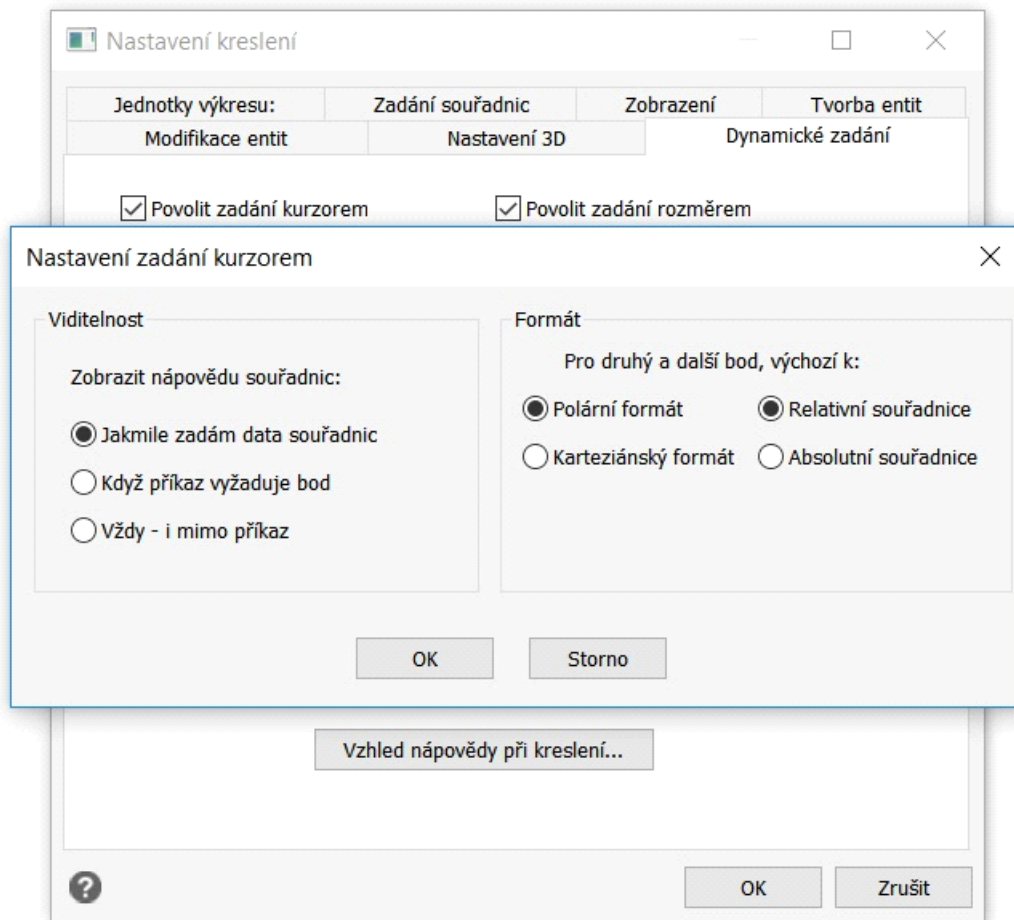 Nastavení kreslení
Jednotky výkresu: Zadání souřadnic Zobrazení Tvorba entit
Modifikace entit Nastavení 3D Dynamické zadání
Povolit zadání kurzorem Povolit zadání rozměrem
Nastavení zadání kurzorem
Viditelnost
Zobrazit nápovědu souřadnic:
Jakmile zadám data souřadnic
Když příkaz vyžaduje bod
Vždy - i mimo příkaz
Formát
Pro druhý a další bod, výchozí k:
Polární formát Relativní souřadnice
Karteziánský formát Absolutní souřadnice
OK Storno
Vzhled nápovědy při kreslení...
? OK Zrušit